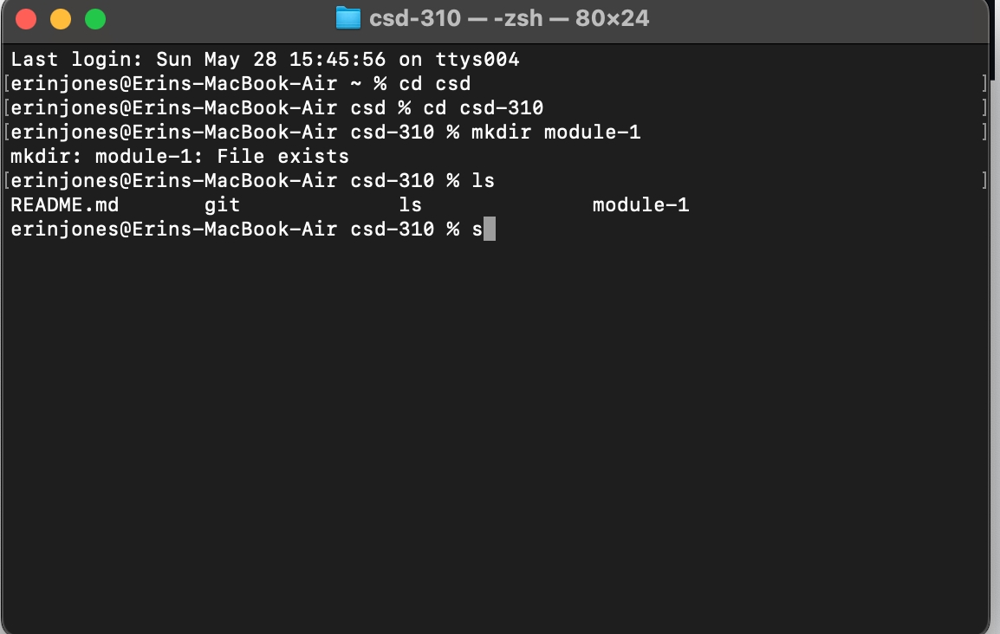 csd-310 — -zsh — 80×24
Last login: Sun May 28 15:45:56 on ttys004
[erinjones@Erins-MacBook-Air ~ % cd csd ]
[erinjones@Erins-MacBook-Air csd % cd csd-310 ]
[erinjones@Erins-MacBook-Air csd-310 % mkdir module-1 ]
mkdir: module-1: File exists
[erinjones@Erins-MacBook-Air csd-310 % ls ]
README.md git ls module-1
erinjones@Erins-MacBook-Air csd-310 % s